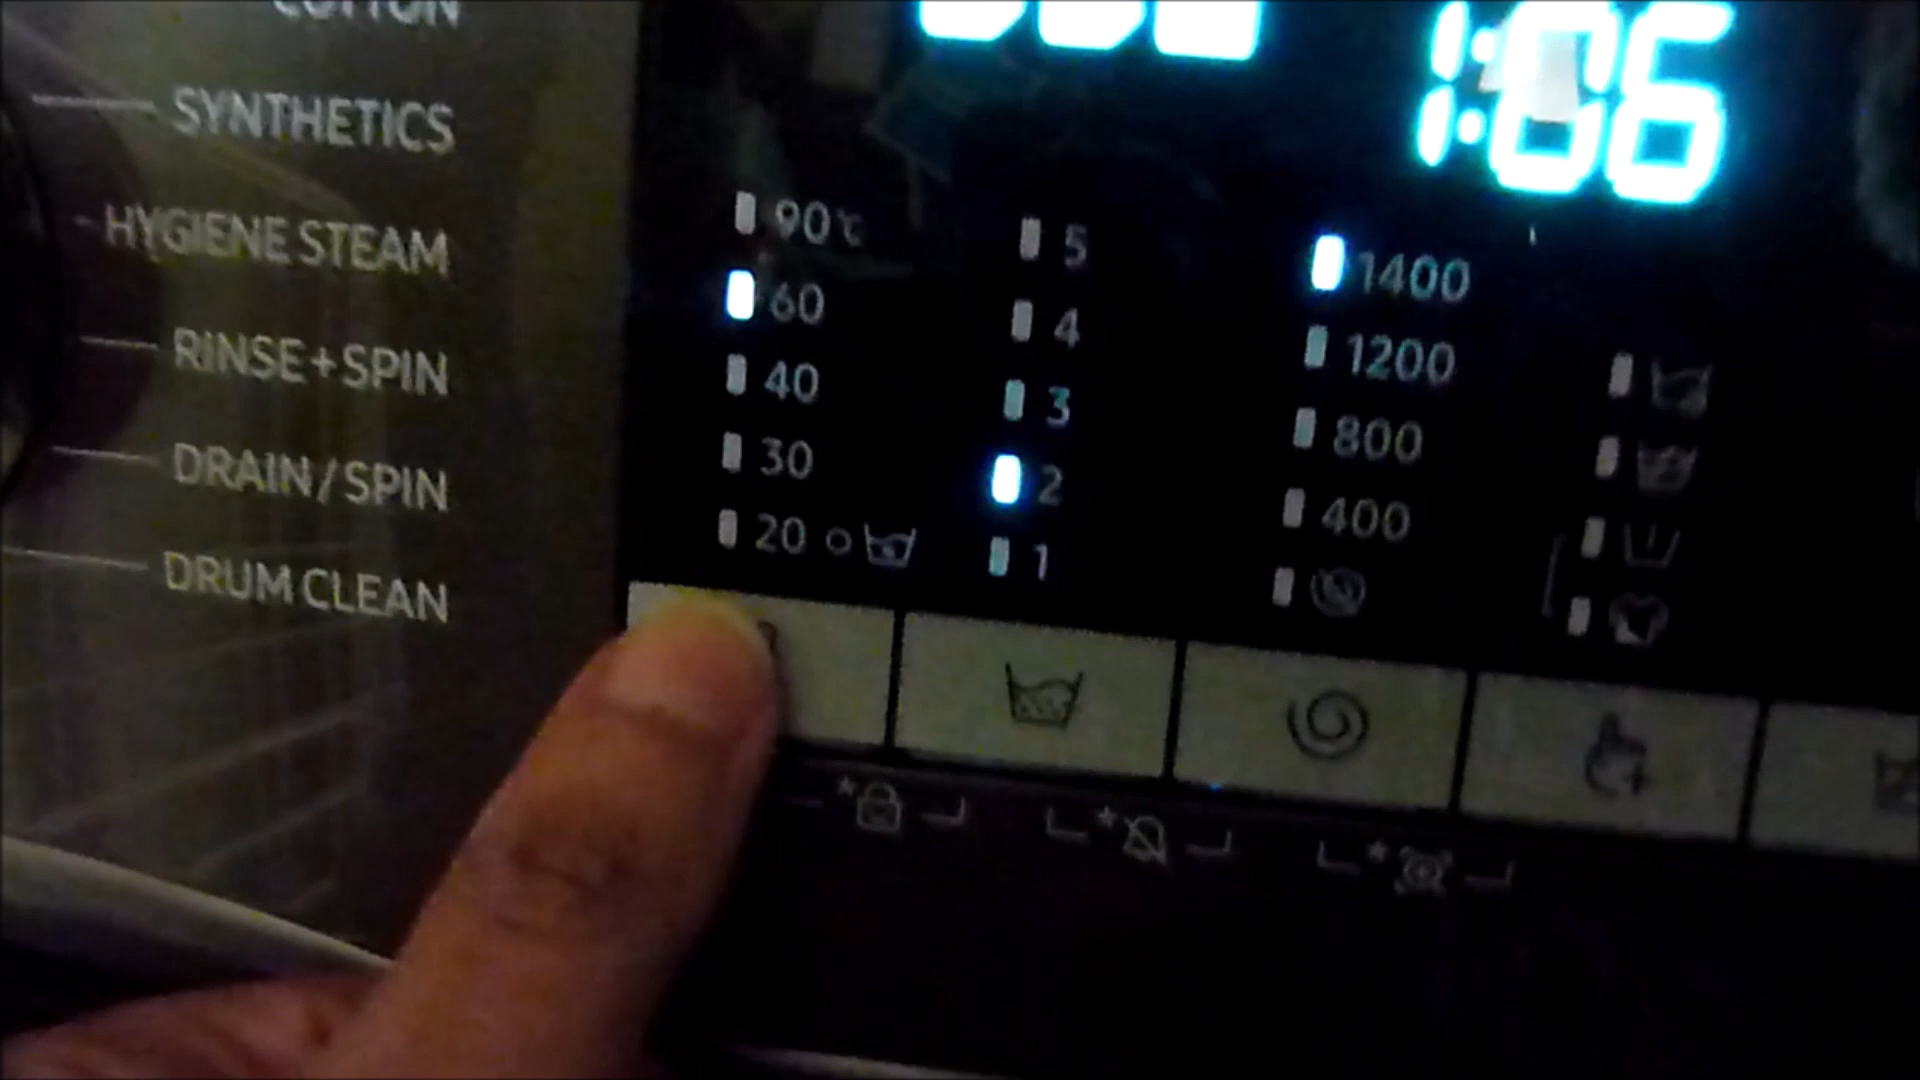 COTTON
SYNTHETICS
HYGIENE STEAM
RINSE+SPIN
DRAIN/SPIN
DRUM CLEAN
1:06
90℃
60
40
30
20
5
4
3
2
1
1400
1200
800
400